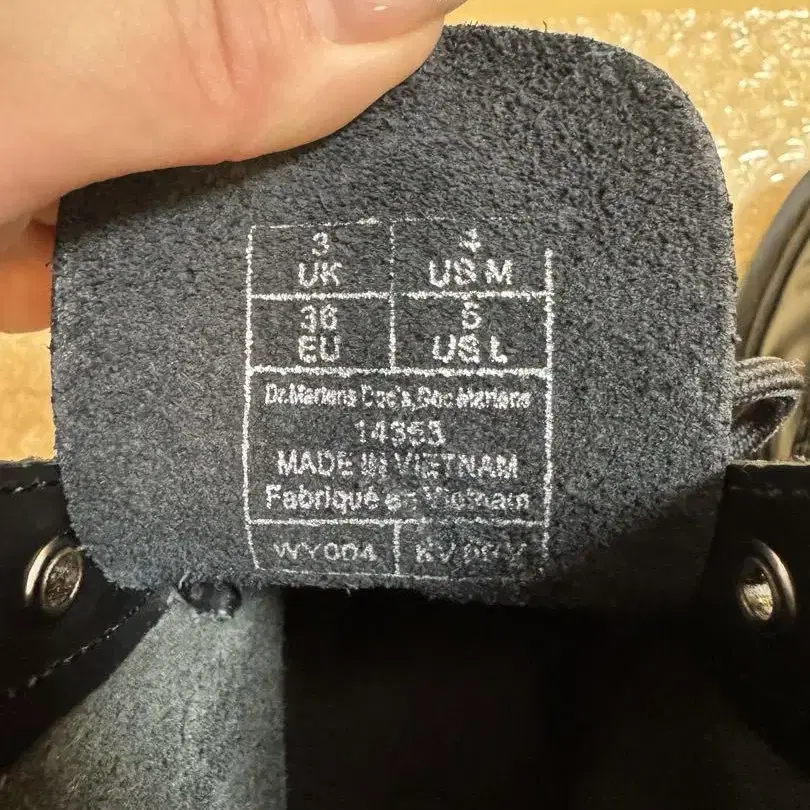 3 4
UK US M
36 5
EU US L
Dr.Martens Doc's, Doc Martens
MADE IN VIETNAM
Fabriqué en Vietnam
WY004